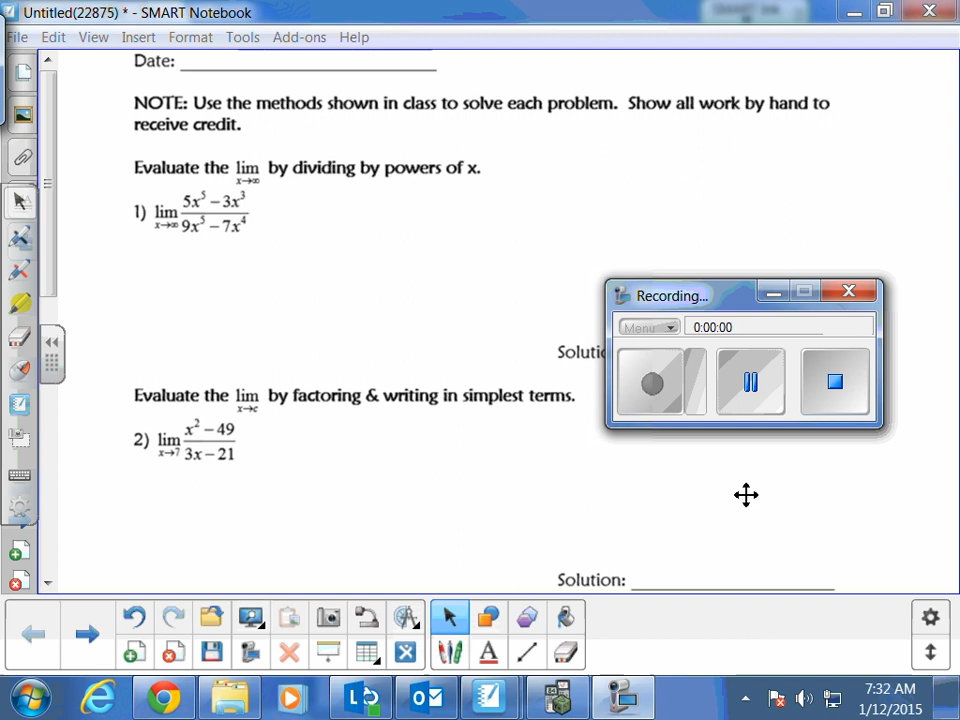 Untitled(22875) * - SMART Notebook
File Edit View Insert Format Tools Add-ons Help
Date: ____________________
NOTE: Use the methods shown in class to solve each problem. Show all work by hand to
receive credit.
Evaluate the lim x→∞ by dividing by powers of x.
1) lim x→∞ (5x⁵ – 3x³)/(9x⁵ – 7x⁴)
Recording...
Menu 0:00:00
Evaluate the lim x→c by factoring & writing in simplest terms.
2) lim x→7 (x² – 49)/(3x – 21)
Solution: ____________________
7:32 AM
1/12/2015